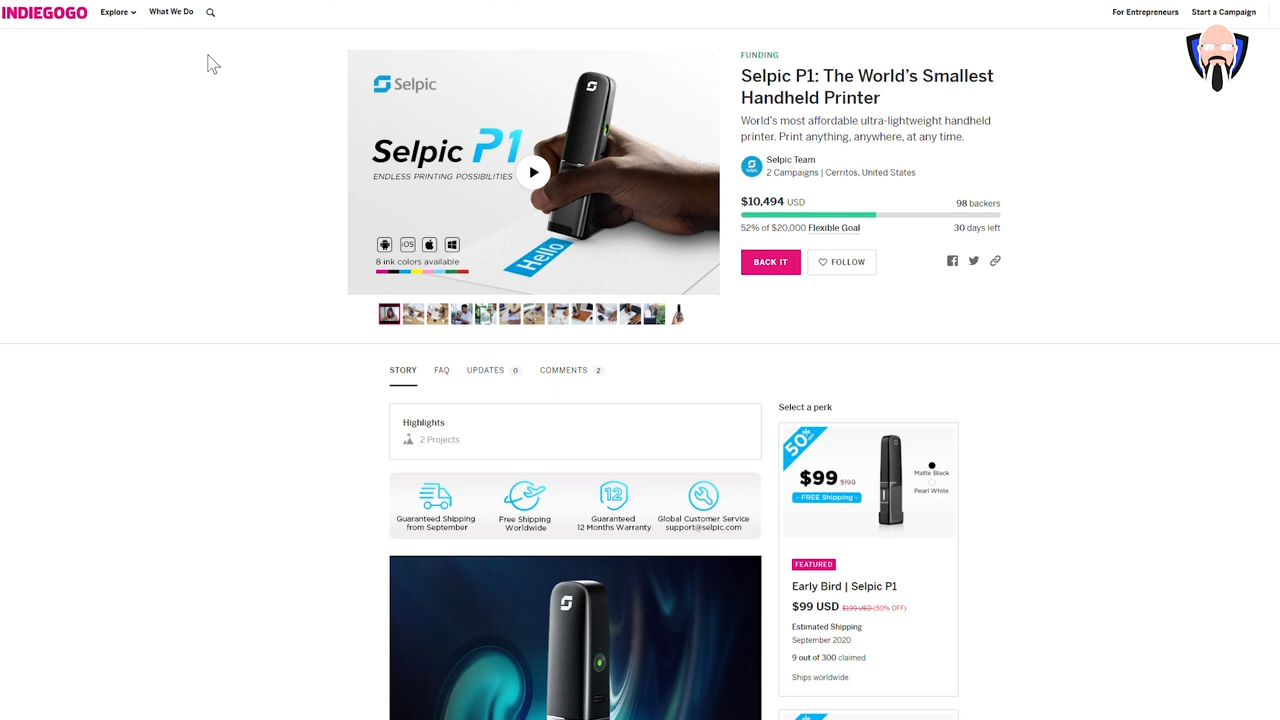 INDIEGOGO
Explore
What We Do
For Entrepreneurs
Start a Campaign
Selpic
Selpic P1
ENDLESS PRINTING POSSIBILITIES
iOS
8 ink colors available
Hello
FUNDING
Selpic P1: The World's Smallest
Handheld Printer
World's most affordable ultra-lightweight handheld
printer. Print anything, anywhere, at any time.
Selpic Team
2 Campaigns | Cerritos, United States
$10,494 USD
98 backers
52% of $20,000 Flexible Goal
30 days left
BACK IT
FOLLOW
STORY
FAQ
UPDATES 0
COMMENTS 2
Highlights
2 Projects
Guaranteed Shipping
from September
Free Shipping
Worldwide
12
Guaranteed
12 Months Warranty
Global Customer Service
support@selpic.com
Select a perk
50%
$99 $199
- FREE Shipping -
Matte Black
Pearl White
FEATURED
Early Bird | Selpic P1
$99 USD $199 USD (50% OFF)
Estimated Shipping
September 2020
9 out of 300 claimed
Ships worldwide.